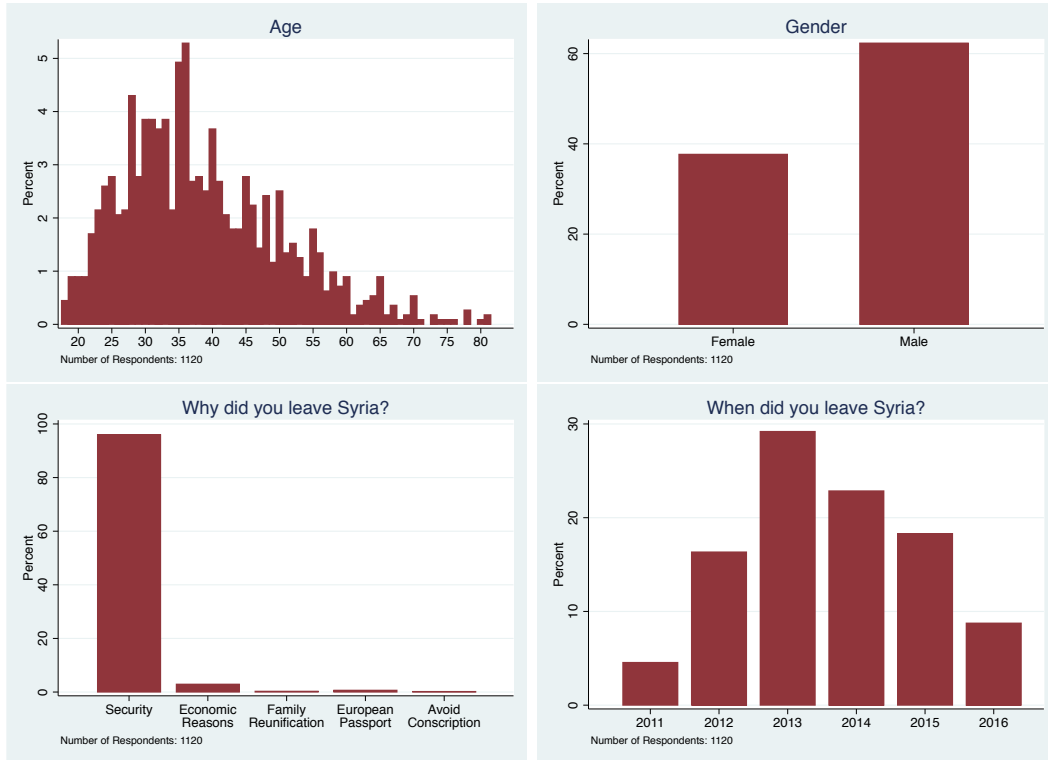 Age
Percent
5
4
3
2
1
0
20 25 30 35 40 45 50 55 60 65 70 75 80
Number of Respondents: 1120
Gender
Percent
60
40
20
0
Female Male
Number of Respondents: 1120
Why did you leave Syria?
Percent
100
80
60
40
20
0
Security Economic Family European Avoid
Reasons Reunification Passport Conscription
Number of Respondents: 1120
When did you leave Syria?
Percent
30
20
10
0
2011 2012 2013 2014 2015 2016
Number of Respondents: 1120